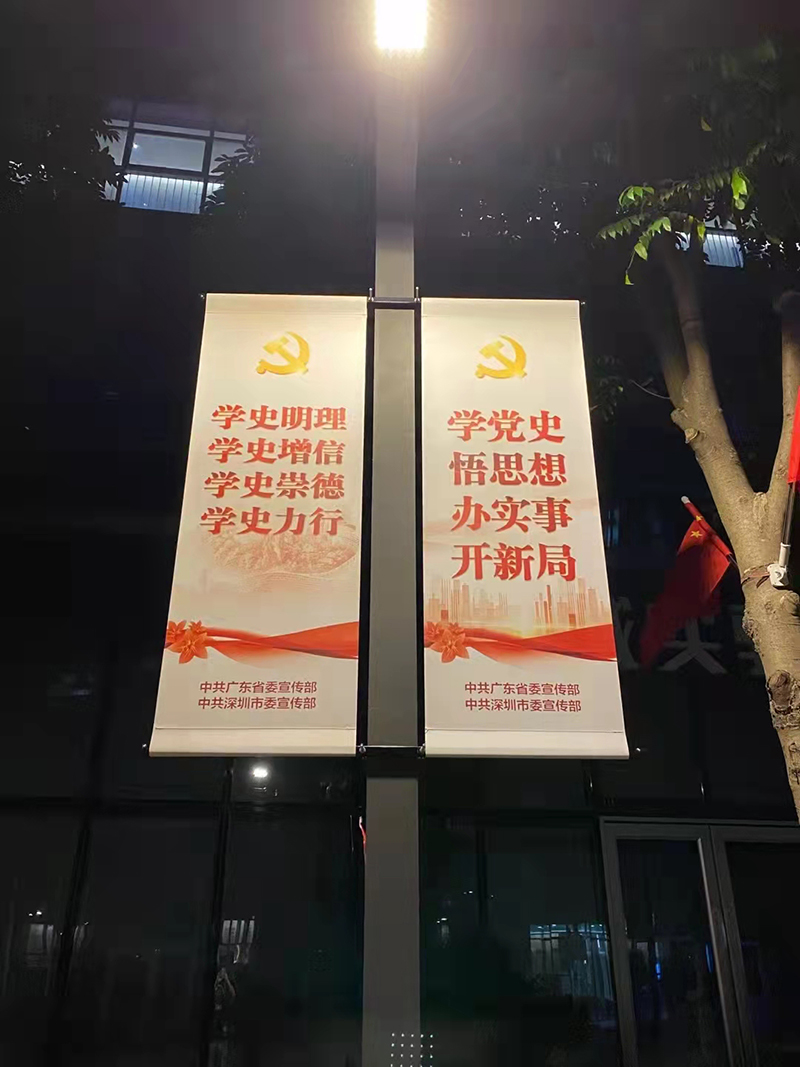 学史明理
学史增信
学史崇德
学史力行
中共广东省委宣传部
中共深圳市委宣传部
学党史
悟思想
办实事
开新局
中共广东省委宣传部
中共深圳市委宣传部